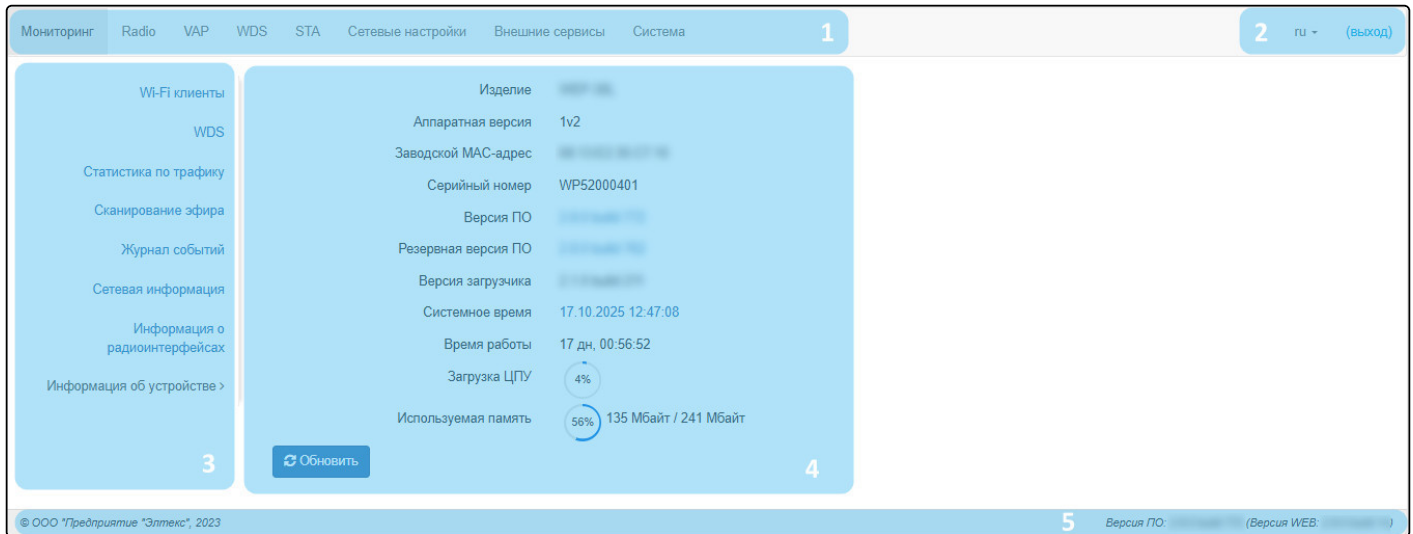 Мониторинг Radio VAP WDS STA Сетевые настройки Внешние сервисы Система 1 2 ru (выход)
Wi-Fi клиенты
WDS
Статистика по трафику
Сканирование эфира
Журнал событий
Сетевая информация
Информация о
радиоинтерфейсах
Информация об устройстве >
3
Изделие
Аппаратная версия 1v2
Заводской MAC-адрес
Серийный номер WP52000401
Версия ПО
Резервная версия ПО
Версия загрузчика
Системное время 17.10.2025 12:47:08
Время работы 17 дн, 00:56:52
Загрузка ЦПУ 4%
Используемая память 56% 135 Мбайт / 241 Мбайт
Обновить
4
© ООО "Предприятие "Элтекс", 2023 5 Версия ПО: (Версия WEB: )